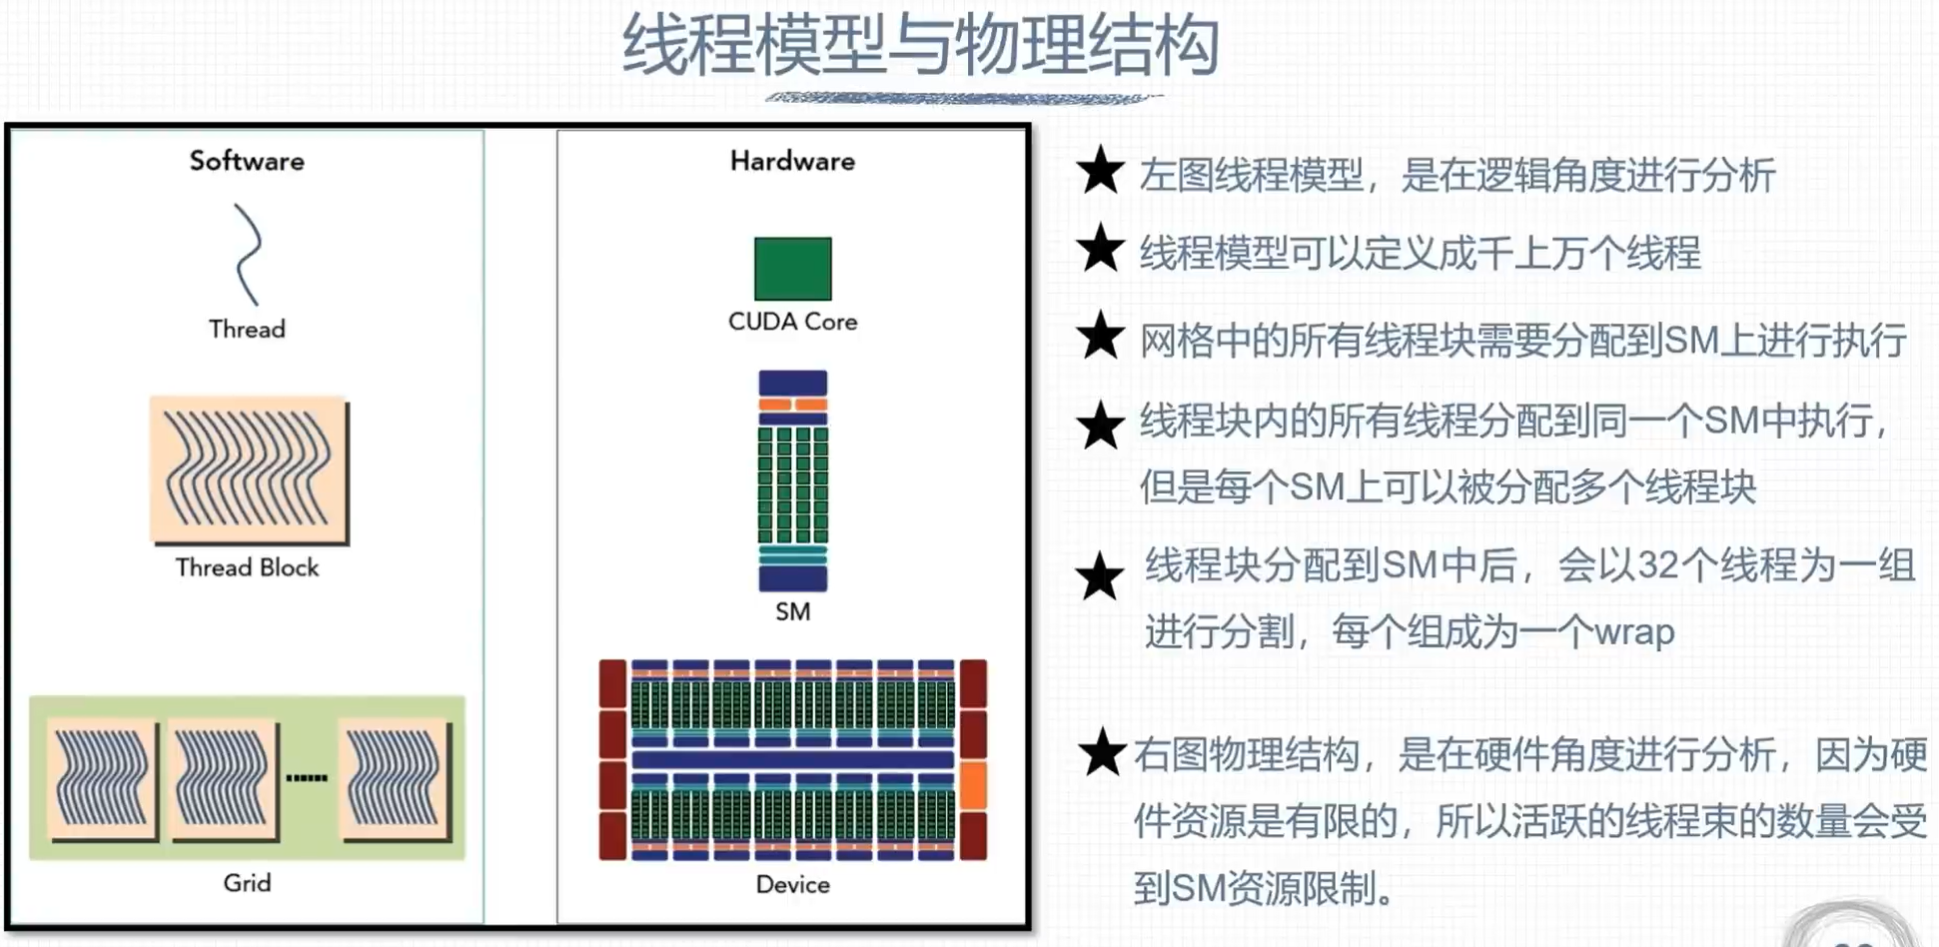 线程模型与物理结构
Software
Thread
Thread Block
Grid
Hardware
CUDA Core
SM
Device
左图线程模型，是在逻辑角度进行分析
线程模型可以定义成千上万个线程
网格中的所有线程块需要分配到SM上进行执行
线程块内的所有线程分配到同一个SM中执行，
但是每个SM上可以被分配多个线程块
线程块分配到SM中后，会以32个线程为一组
进行分割，每个组成为一个wrap
右图物理结构，是在硬件角度进行分析，因为硬
件资源是有限的，所以活跃的线程束的数量会受
到SM资源限制。